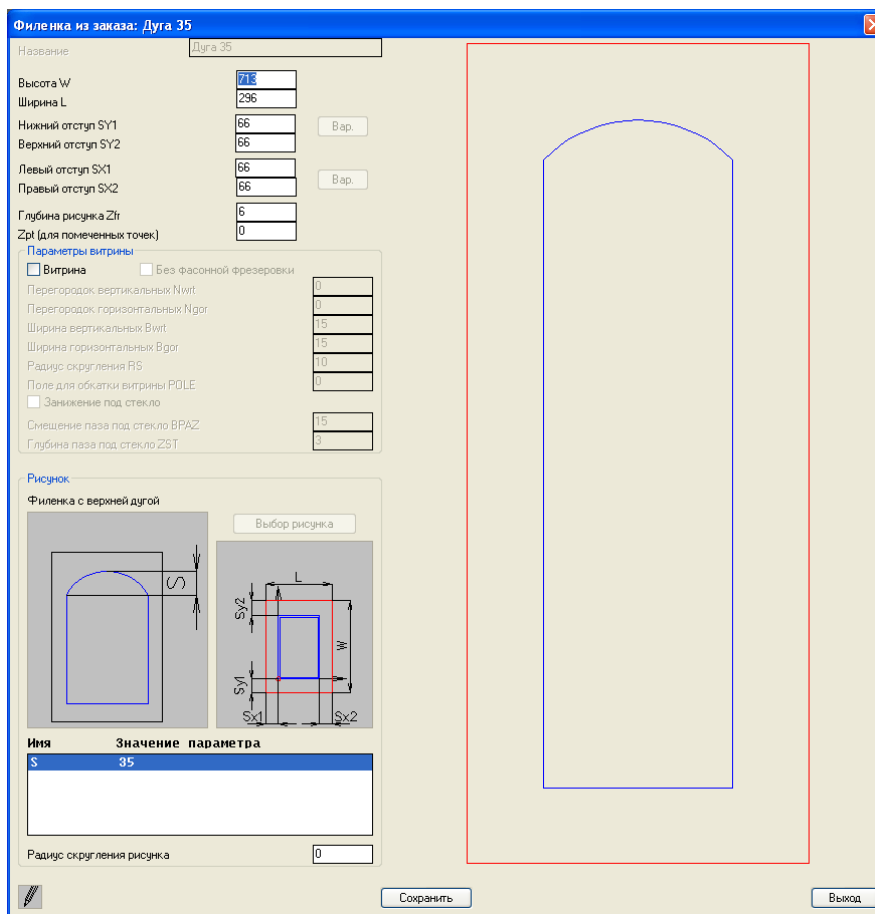 Филенка из заказа: Дуга 35
Название Дуга 35
Высота W 713
Ширина L 296
Нижний отступ SY1 66 Вар.
Верхний отступ SY2 66
Левый отступ SX1 66 Вар.
Правый отступ SX2 66
Глубина рисунка Zfr 6
Zpt (для помеченных точек) 0
Параметры витрины
Витрина Без фасонной фрезеровки
Перегородок вертикальных Nwrt 0
Перегородок горизонтальных Ngor 0
Ширина вертикальных Bwrt 15
Ширина горизонтальных Bgor 15
Радиус скругления RS 10
Поле для обкатки витрины POLE 0
Занижение под стекло
Смещение паза под стекло BPAZ 15
Глубина паза под стекло ZST 3
Рисунок
Филенка с верхней дугой
Выбор рисунка
S
L
Sy2
W
Sy1
Sx1 Sx2
Имя Значение параметра
S 35
Радиус скругления рисунка 0
Сохранить Выход